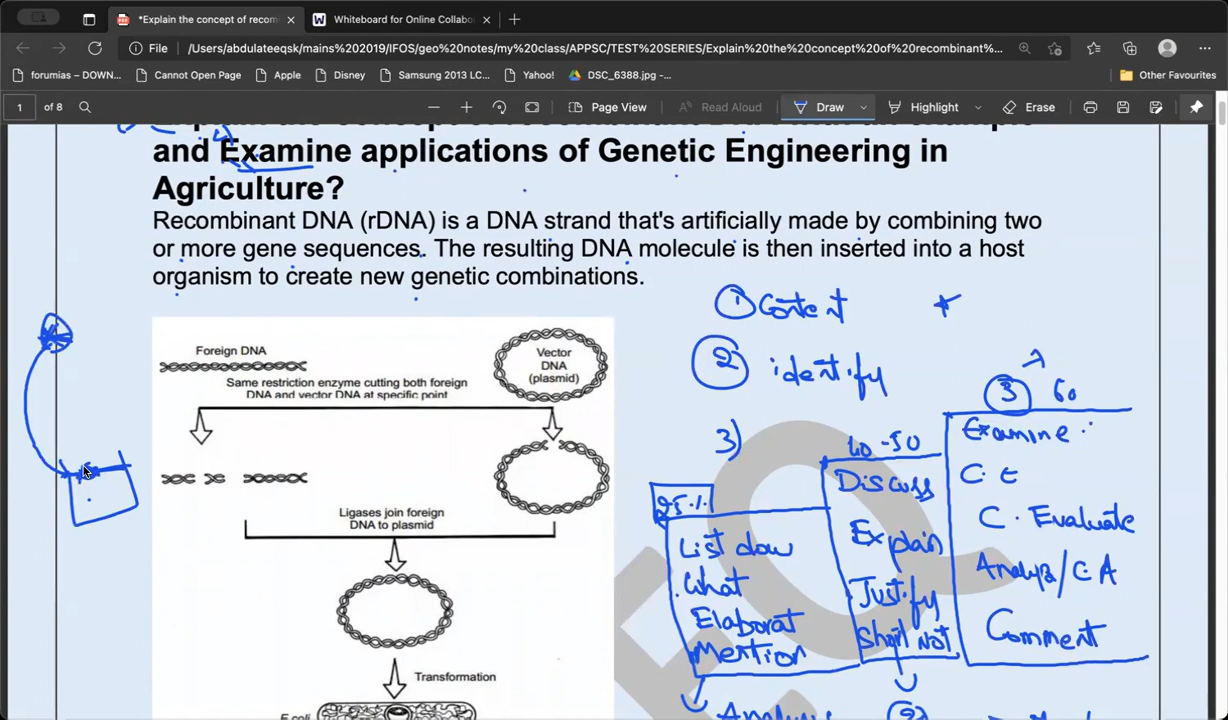 *Explain the concept of recom
Whiteboard for Online Collabo
File
/Users/abdulateeqsk/mains%202019/IFOS/geo%20notes/my%20class/APPSC/TEST%20SERIES/Explain%20the%20concept%20of%20recombinant%...
forumias – DOWN...
Cannot Open Page
Apple
Disney
Samsung 2013 LC...
Yahoo!
DSC_6388.jpg -...
Other Favourites
1 of 8
Page View
Read Aloud
Draw
Highlight
Erase
and Examine applications of Genetic Engineering in
Agriculture?
Recombinant DNA (rDNA) is a DNA strand that's artificially made by combining two
or more gene sequences. The resulting DNA molecule is then inserted into a host
organism to create new genetic combinations.
Foreign DNA
Vector
DNA
(plasmid)
Same restriction enzyme cutting both foreign
DNA and vector DNA at specific point
Ligases join foreign
DNA to plasmid
Transformation
E.coli
1 Content
2 identify
3)
25%
List dow
What
Elaborat
Mention
40-50
Discuss
Explain
Justify
Short Not
3 60
Examine
C. E
C. Evaluate
Analyz/CA
Comment